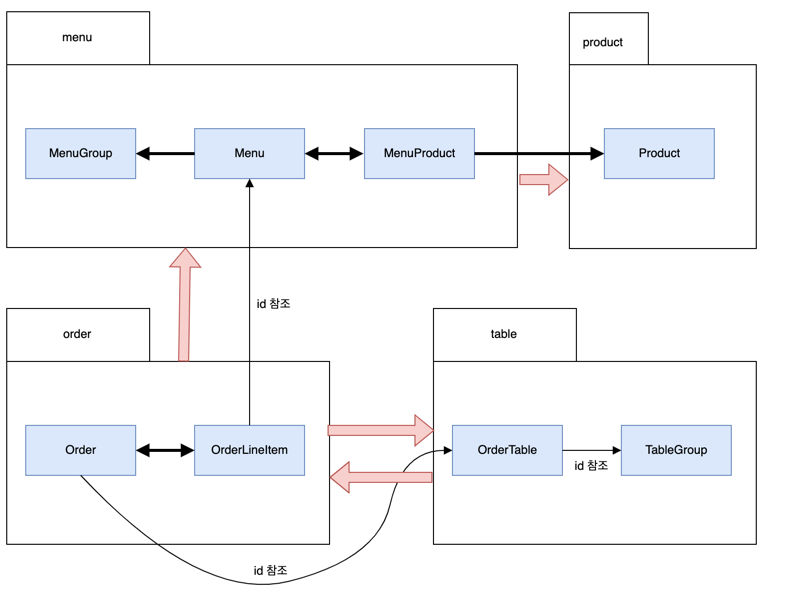 menu
product
MenuGroup
Menu
MenuProduct
Product
id 참조
order
table
Order
OrderLineItem
OrderTable
TableGroup
id 참조
id 참조